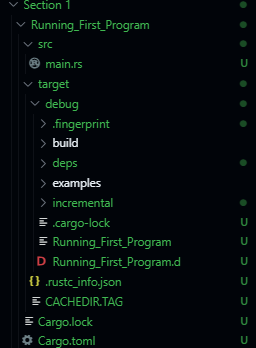 Section 1
Running_First_Program
src
main.rs U
target
debug
.fingerprint
build
deps
examples
incremental
.cargo-lock U
Running_First_Program U
D Running_First_Program.d U
{} .rustc_info.json U
CACHEDIR.TAG U
Cargo.lock U
Cargo.toml U